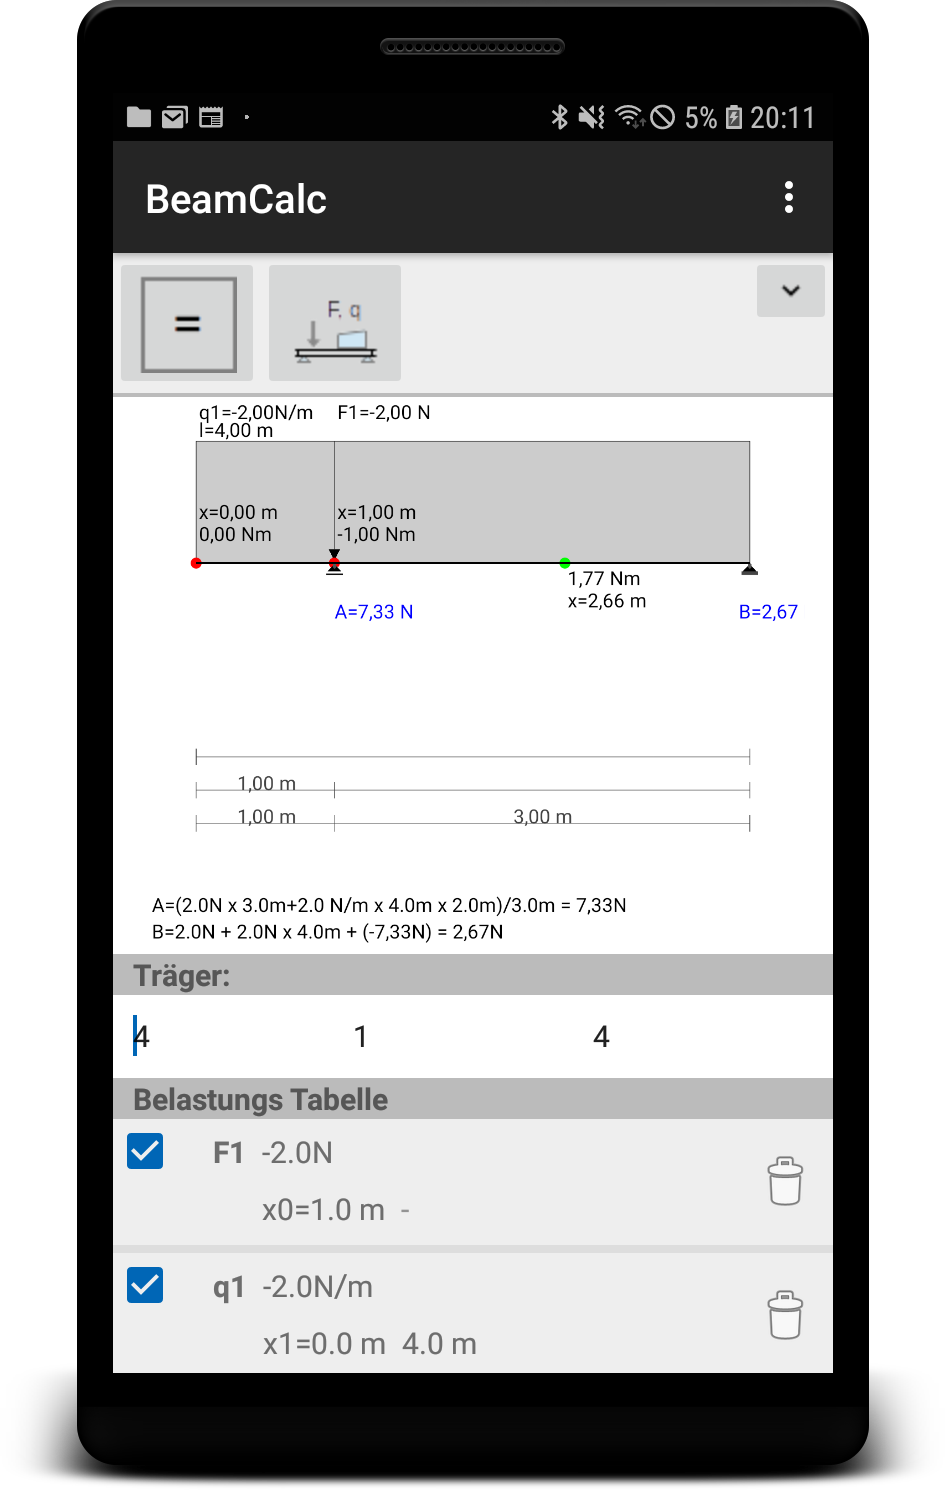 5% 20:11
BeamCalc
=
F, q
q1=-2,00N/m F1=-2,00 N
l=4,00 m
x=0,00 m x=1,00 m
0,00 Nm -1,00 Nm
1,77 Nm
x=2,66 m
A=7,33 N B=2,67
1,00 m
1,00 m 3,00 m
A=(2.0N x 3.0m+2.0 N/m x 4.0m x 2.0m)/3.0m = 7,33N
B=2.0N + 2.0N x 4.0m + (-7,33N) = 2,67N
Träger:
4 1 4
Belastungs Tabelle
F1 -2.0N
x0=1.0 m -
q1 -2.0N/m
x1=0.0 m 4.0 m